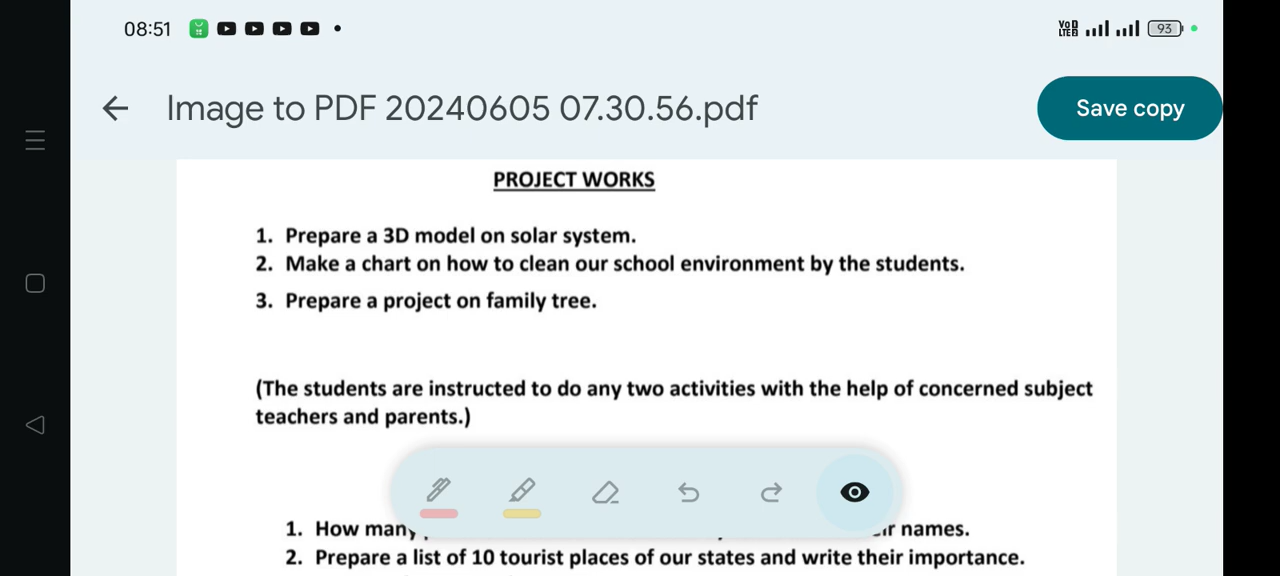 08:51
VoD LTE2 93
Image to PDF 20240605 07.30.56.pdf
Save copy
PROJECT WORKS
1. Prepare a 3D model on solar system.
2. Make a chart on how to clean our school environment by the students.
3. Prepare a project on family tree.
(The students are instructed to do any two activities with the help of concerned subject
teachers and parents.)
1. How many names.
2. Prepare a list of 10 tourist places of our states and write their importance.